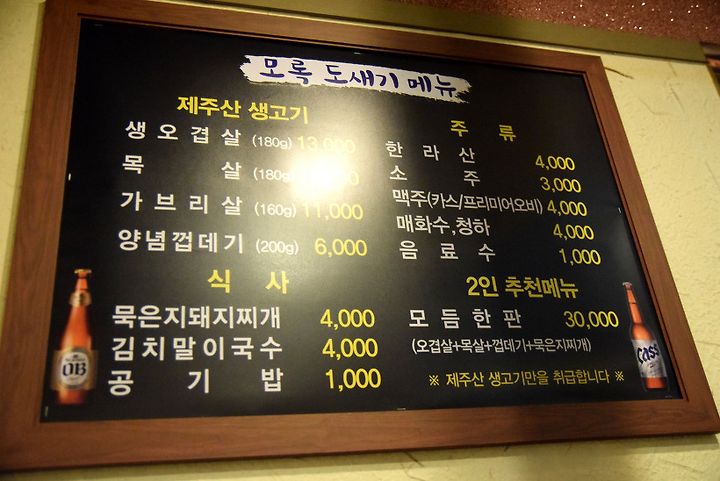 모록 도새기 메뉴
제주산 생고기
생오겹살 (180g) 13,000
목살 (180g)
가브리살 (160g) 11,000
양념껍데기 (200g) 6,000
식사
묵은지돼지찌개 4,000
김치말이국수 4,000
공기밥 1,000
주류
한라산 4,000
소주 3,000
맥주(카스/프리미어오비) 4,000
매화수,청하 4,000
음료수 1,000
2인 추천메뉴
모듬한판 30,000
(오겹살+목살+껍데기+묵은지찌개)
※ 제주산 생고기만을 취급합니다 ※
OB
Cass